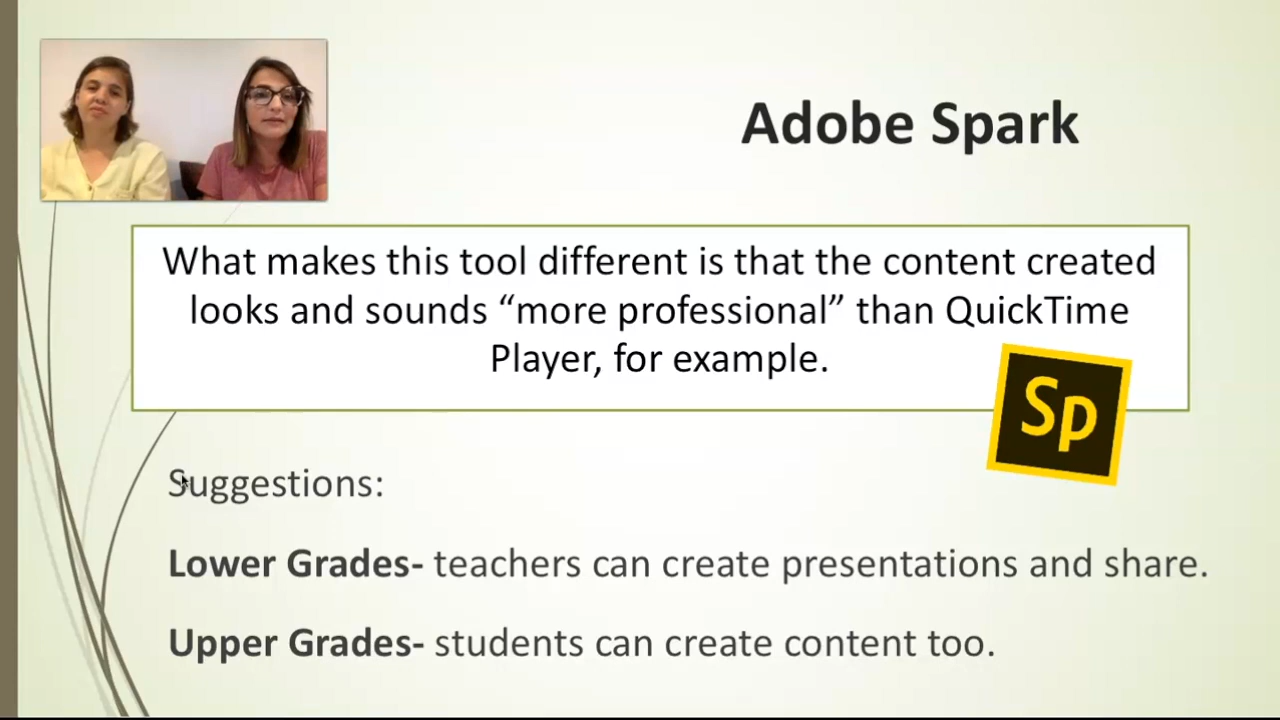 Adobe Spark
What makes this tool different is that the content created
looks and sounds “more professional” than QuickTime
Player, for example.
Sp
Suggestions:
Lower Grades- teachers can create presentations and share.
Upper Grades- students can create content too.